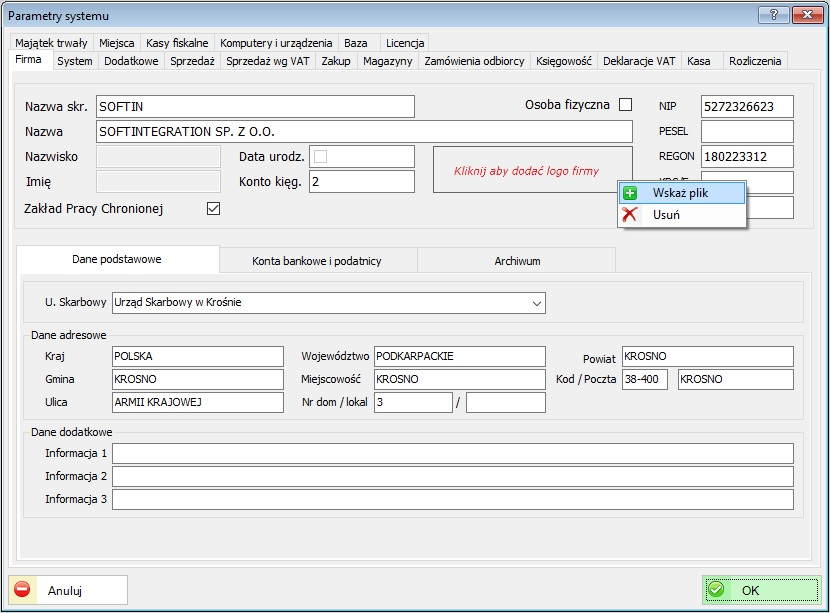 Parametry systemu
Majątek trwały Miejsca Kasy fiskalne Komputery i urządzenia Baza Licencja
Firma System Dodatkowe Sprzedaż Sprzedaż wg VAT Zakup Magazyny Zamówienia odbiorcy Księgowość Deklaracje VAT Kasa Rozliczenia
Nazwa skr. SOFTIN Osoba fizyczna NIP 5272326623
Nazwa SOFTINTEGRATION SP. Z O.O. PESEL
Nazwisko Data urodz. REGON 180223312
Imię Konto kięg. 2 Kliknij aby dodać logo firmy
Wskaż plik
Zakład Pracy Chronionej Usuń
Dane podstawowe Konta bankowe i podatnicy Archiwum
U. Skarbowy Urząd Skarbowy w Krośnie
Dane adresowe
Kraj POLSKA Województwo PODKARPACKIE Powiat KROSNO
Gmina KROSNO Miejscowość KROSNO Kod / Poczta 38-400 KROSNO
Ulica ARMII KRAJOWEJ Nr dom / lokal 3 /
Dane dodatkowe
Informacja 1
Informacja 2
Informacja 3
Anuluj OK